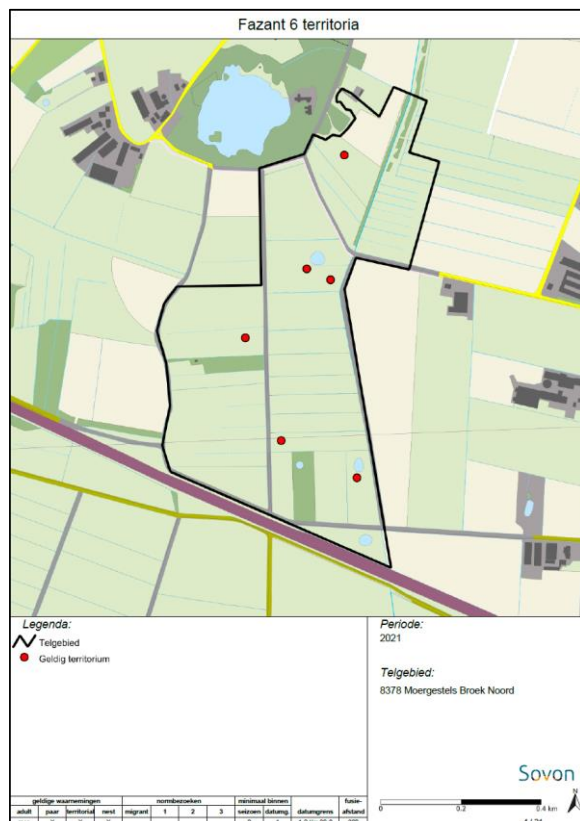 Fazant 6 territoria
Legenda:
Telgebied
Geldig territorium
Periode:
2021
Telgebied:
8378 Moergestels Broek Noord
Sovon
N
0 0.2 0.4 km
geldige waarnemingen normbezoeken minimaal binnen fusie-
adult paar territoriaal nest migrant 1 2 3 seizoen datumg. datumgrens afstand